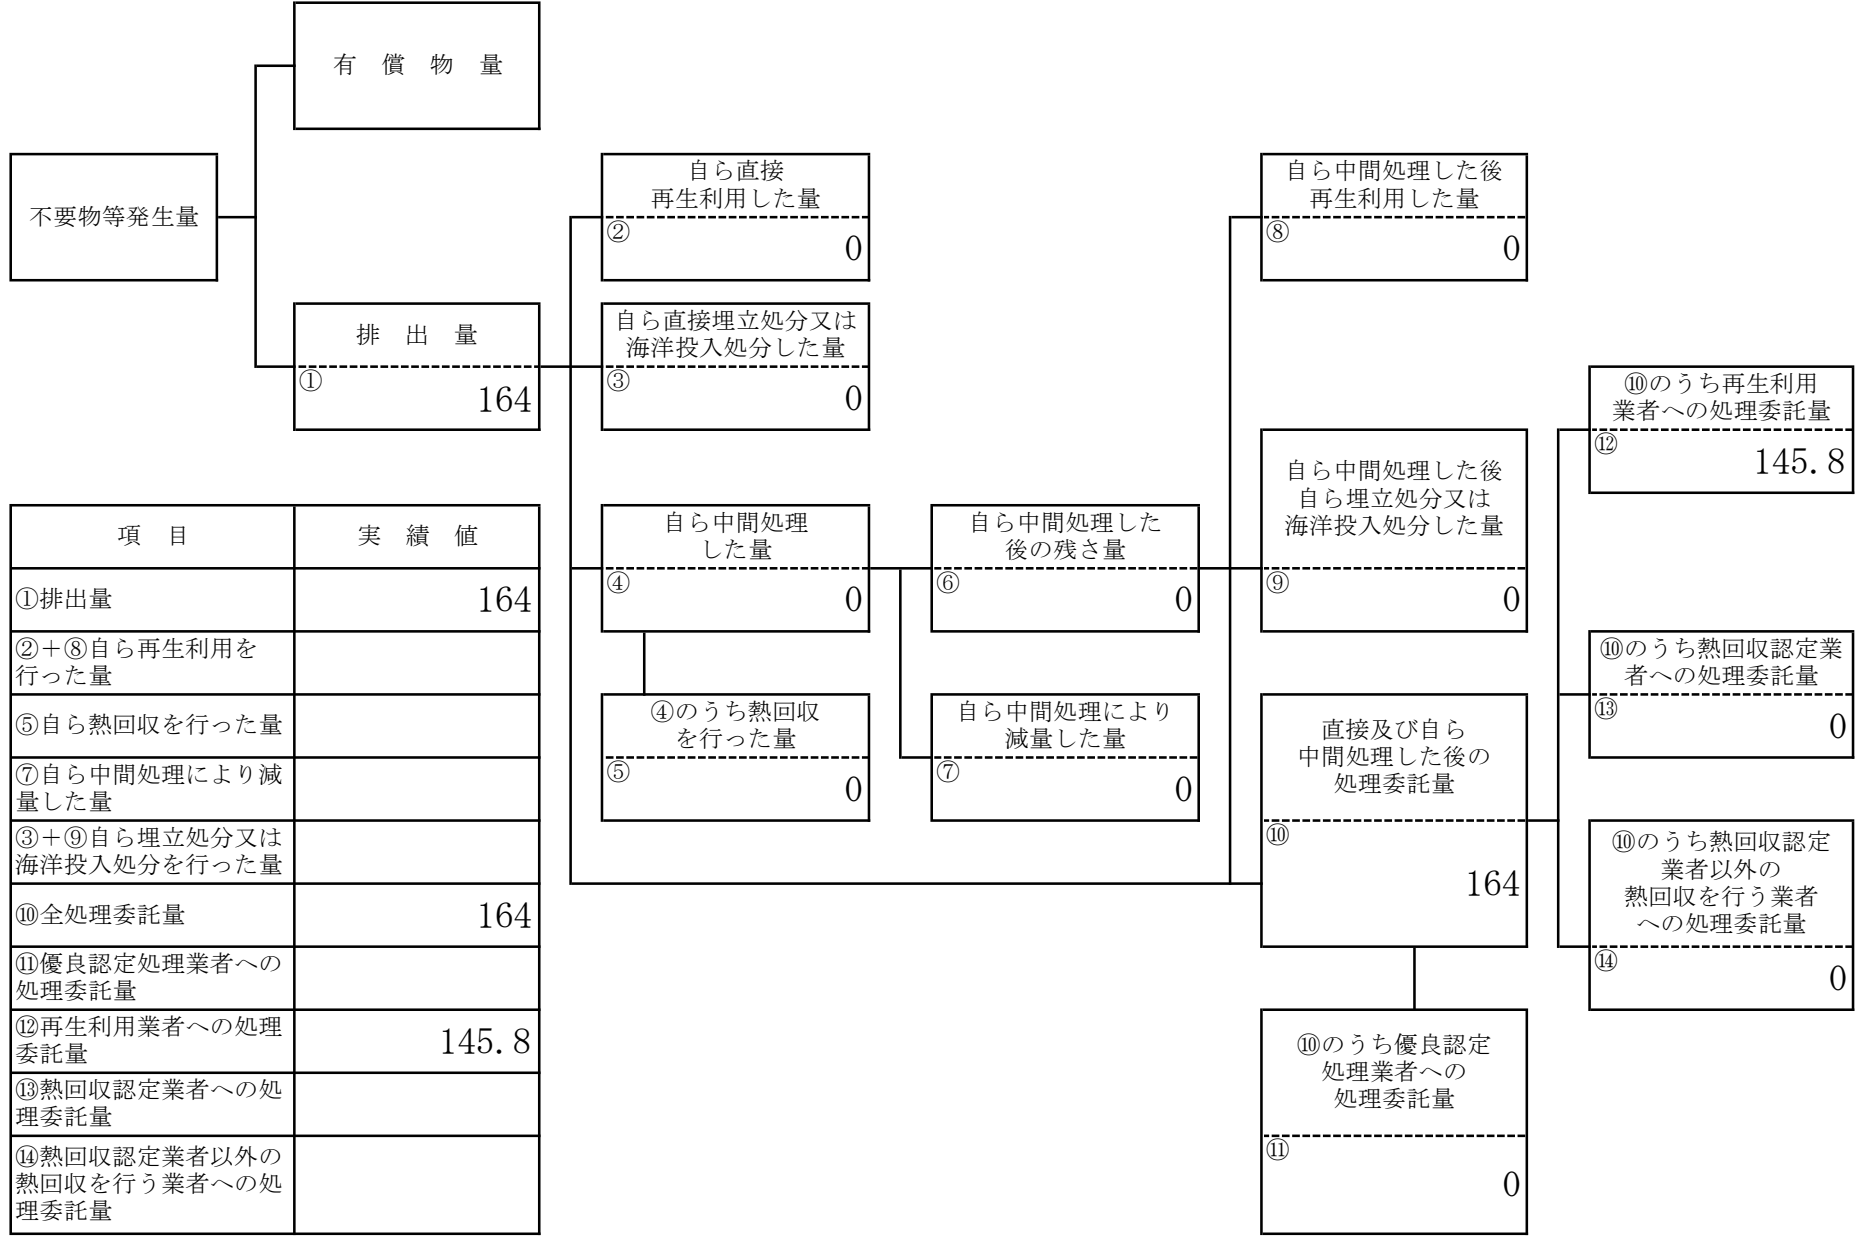 有 償 物 量
不要物等発生量
排 出 量
①
164
自ら直接
再生利用した量
②
0
自ら直接埋立処分又は
海洋投入処分した量
③
0
自ら中間処理
した量
④
0
④のうち熱回収
を行った量
⑤
0
自ら中間処理した
後の残さ量
⑥
0
自ら中間処理により
減量した量
⑦
0
自ら中間処理した後
再生利用した量
⑧
0
自ら中間処理した後
自ら埋立処分又は
海洋投入処分した量
⑨
0
直接及び自ら
中間処理した後の
処理委託量
⑩
164
⑩のうち優良認定
処理業者への
処理委託量
⑪
0
⑩のうち再生利用
業者への処理委託量
⑫
145.8
⑩のうち熱回収認定業
者への処理委託量
⑬
0
⑩のうち熱回収認定
業者以外の
熱回収を行う業者
への処理委託量
⑭
0
項 目 実 績 値
①排出量 164
②＋⑧自ら再生利用を
行った量
⑤自ら熱回収を行った量
⑦自ら中間処理により減
量した量
③＋⑨自ら埋立処分又は
海洋投入処分を行った量
⑩全処理委託量 164
⑪優良認定処理業者への
処理委託量
⑫再生利用業者への処理
委託量 145.8
⑬熱回収認定業者への処
理委託量
⑭熱回収認定業者以外の
熱回収を行う業者への処
理委託量